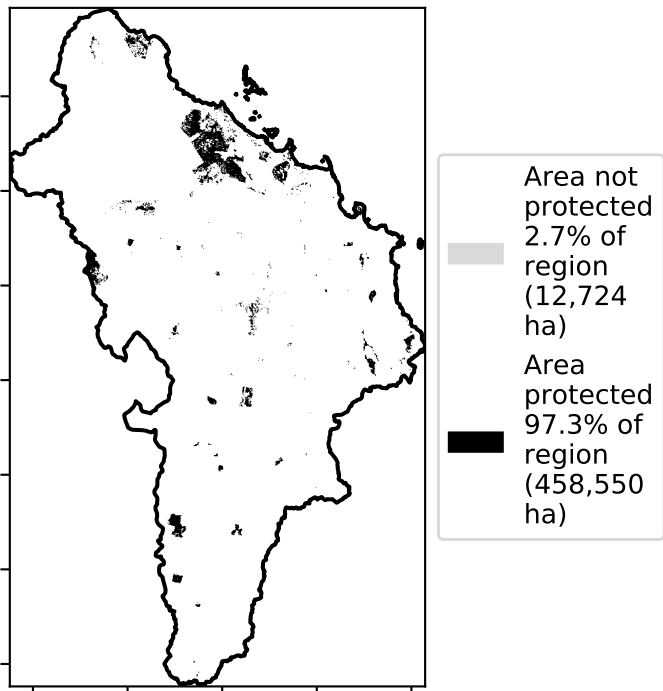 Area not
protected
2.7% of
region
(12,724
ha)
Area
protected
97.3% of
region
(458,550
ha)